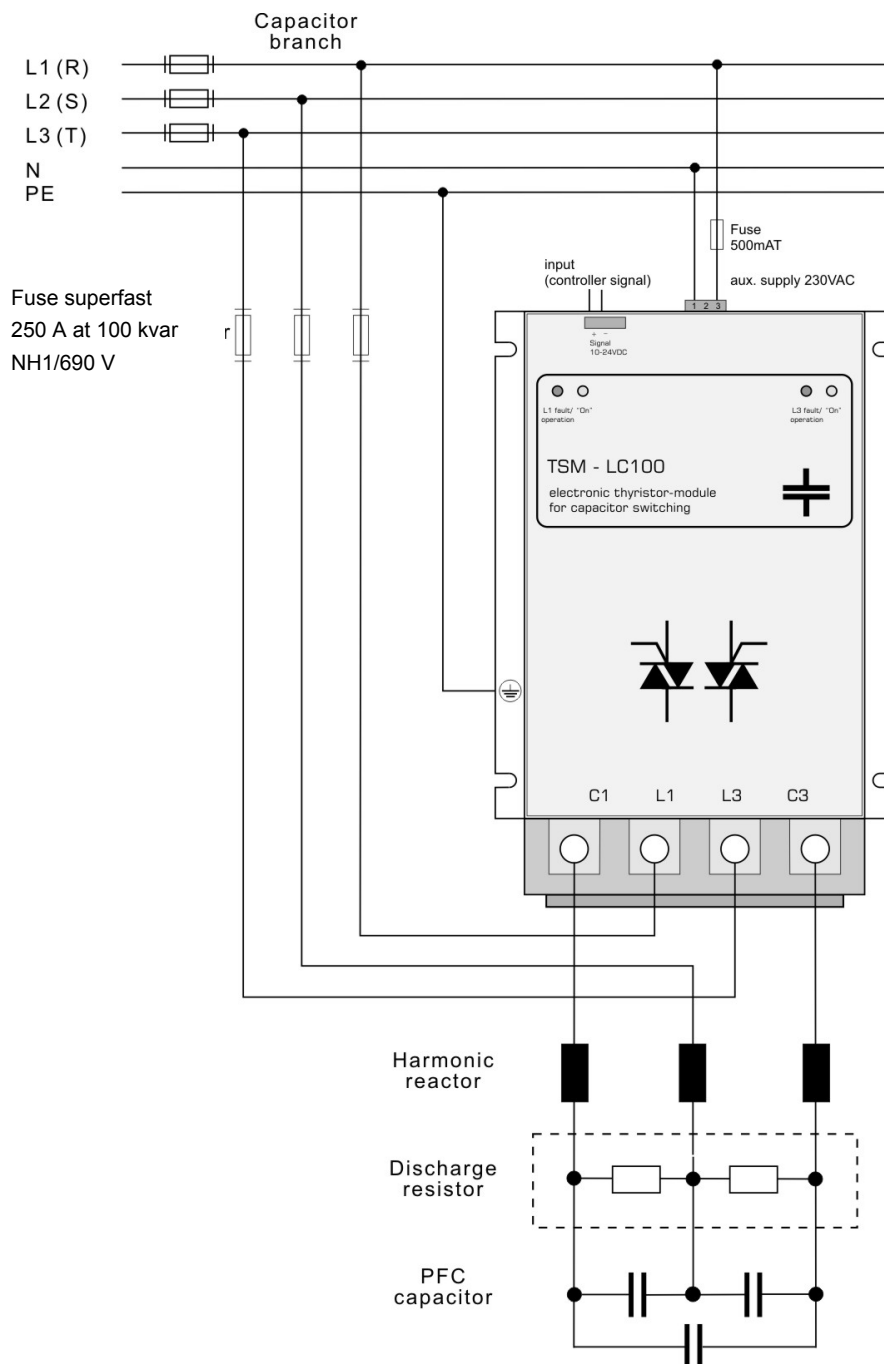 Capacitor
branch
L1 (R)
L2 (S)
L3 (T)
N
PE
Fuse
500mAT
input
(controller signal)
aux. supply 230VAC
Fuse superfast
250 A at 100 kvar
NH1/690 V
r
1 2 3
+ -
Signal
10-24VDC
L1 fault/ "On"
operation
L3 fault/ "On"
operation
TSM - LC100
electronic thyristor-module
for capacitor switching
C1 L1 L3 C3
Harmonic
reactor
Discharge
resistor
PFC
capacitor